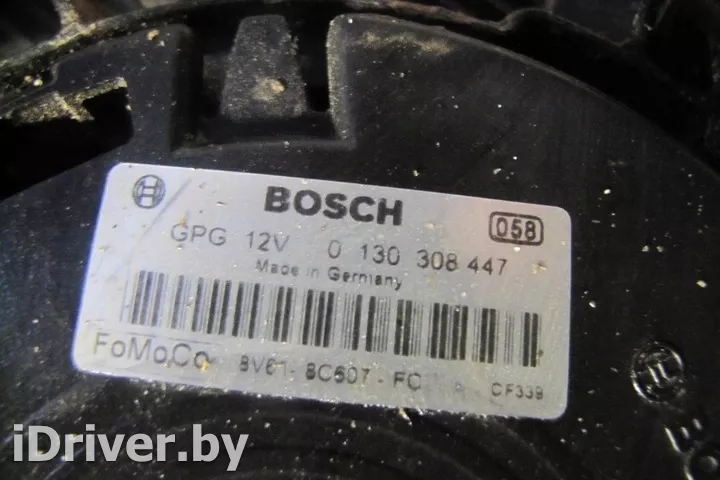 BOSCH
058
GPG 12V 0 130 308 447
Made in Germany
FoMoCo 8V61-8C607-FC CF339
iDriver.by